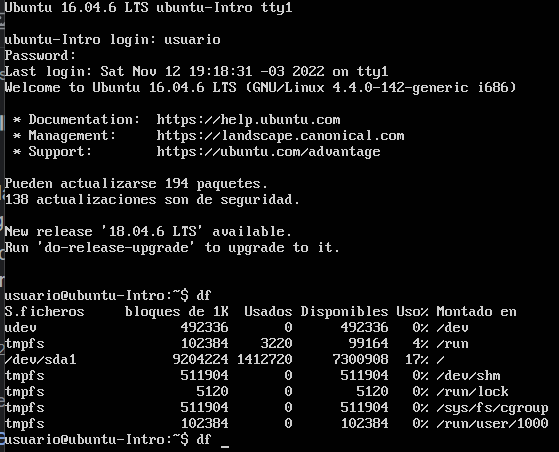 Ubuntu 16.04.6 LTS ubuntu-Intro tty1
ubuntu-Intro login: usuario
Password:
Last login: Sat Nov 12 19:18:31 -03 2022 on tty1
Welcome to Ubuntu 16.04.6 LTS (GNU/Linux 4.4.0-142-generic i686)
* Documentation:  https://help.ubuntu.com
* Management:     https://landscape.canonical.com
* Support:        https://ubuntu.com/advantage
Pueden actualizarse 194 paquetes.
138 actualizaciones son de seguridad.
New release '18.04.6 LTS' available.
Run 'do-release-upgrade' to upgrade to it.
usuario@ubuntu-Intro:~$ df
S.ficheros     bloques de 1K  Usados Disponibles Uso% Montado en
udev                  492336       0      492336   0% /dev
tmpfs                 102384    3220       99164   4% /run
/dev/sda1            9204224 1412720     7300908  17% /
tmpfs                 511904       0      511904   0% /dev/shm
tmpfs                   5120       0        5120   0% /run/lock
tmpfs                 511904       0      511904   0% /sys/fs/cgroup
tmpfs                 102384       0      102384   0% /run/user/1000
usuario@ubuntu-Intro:~$ df _